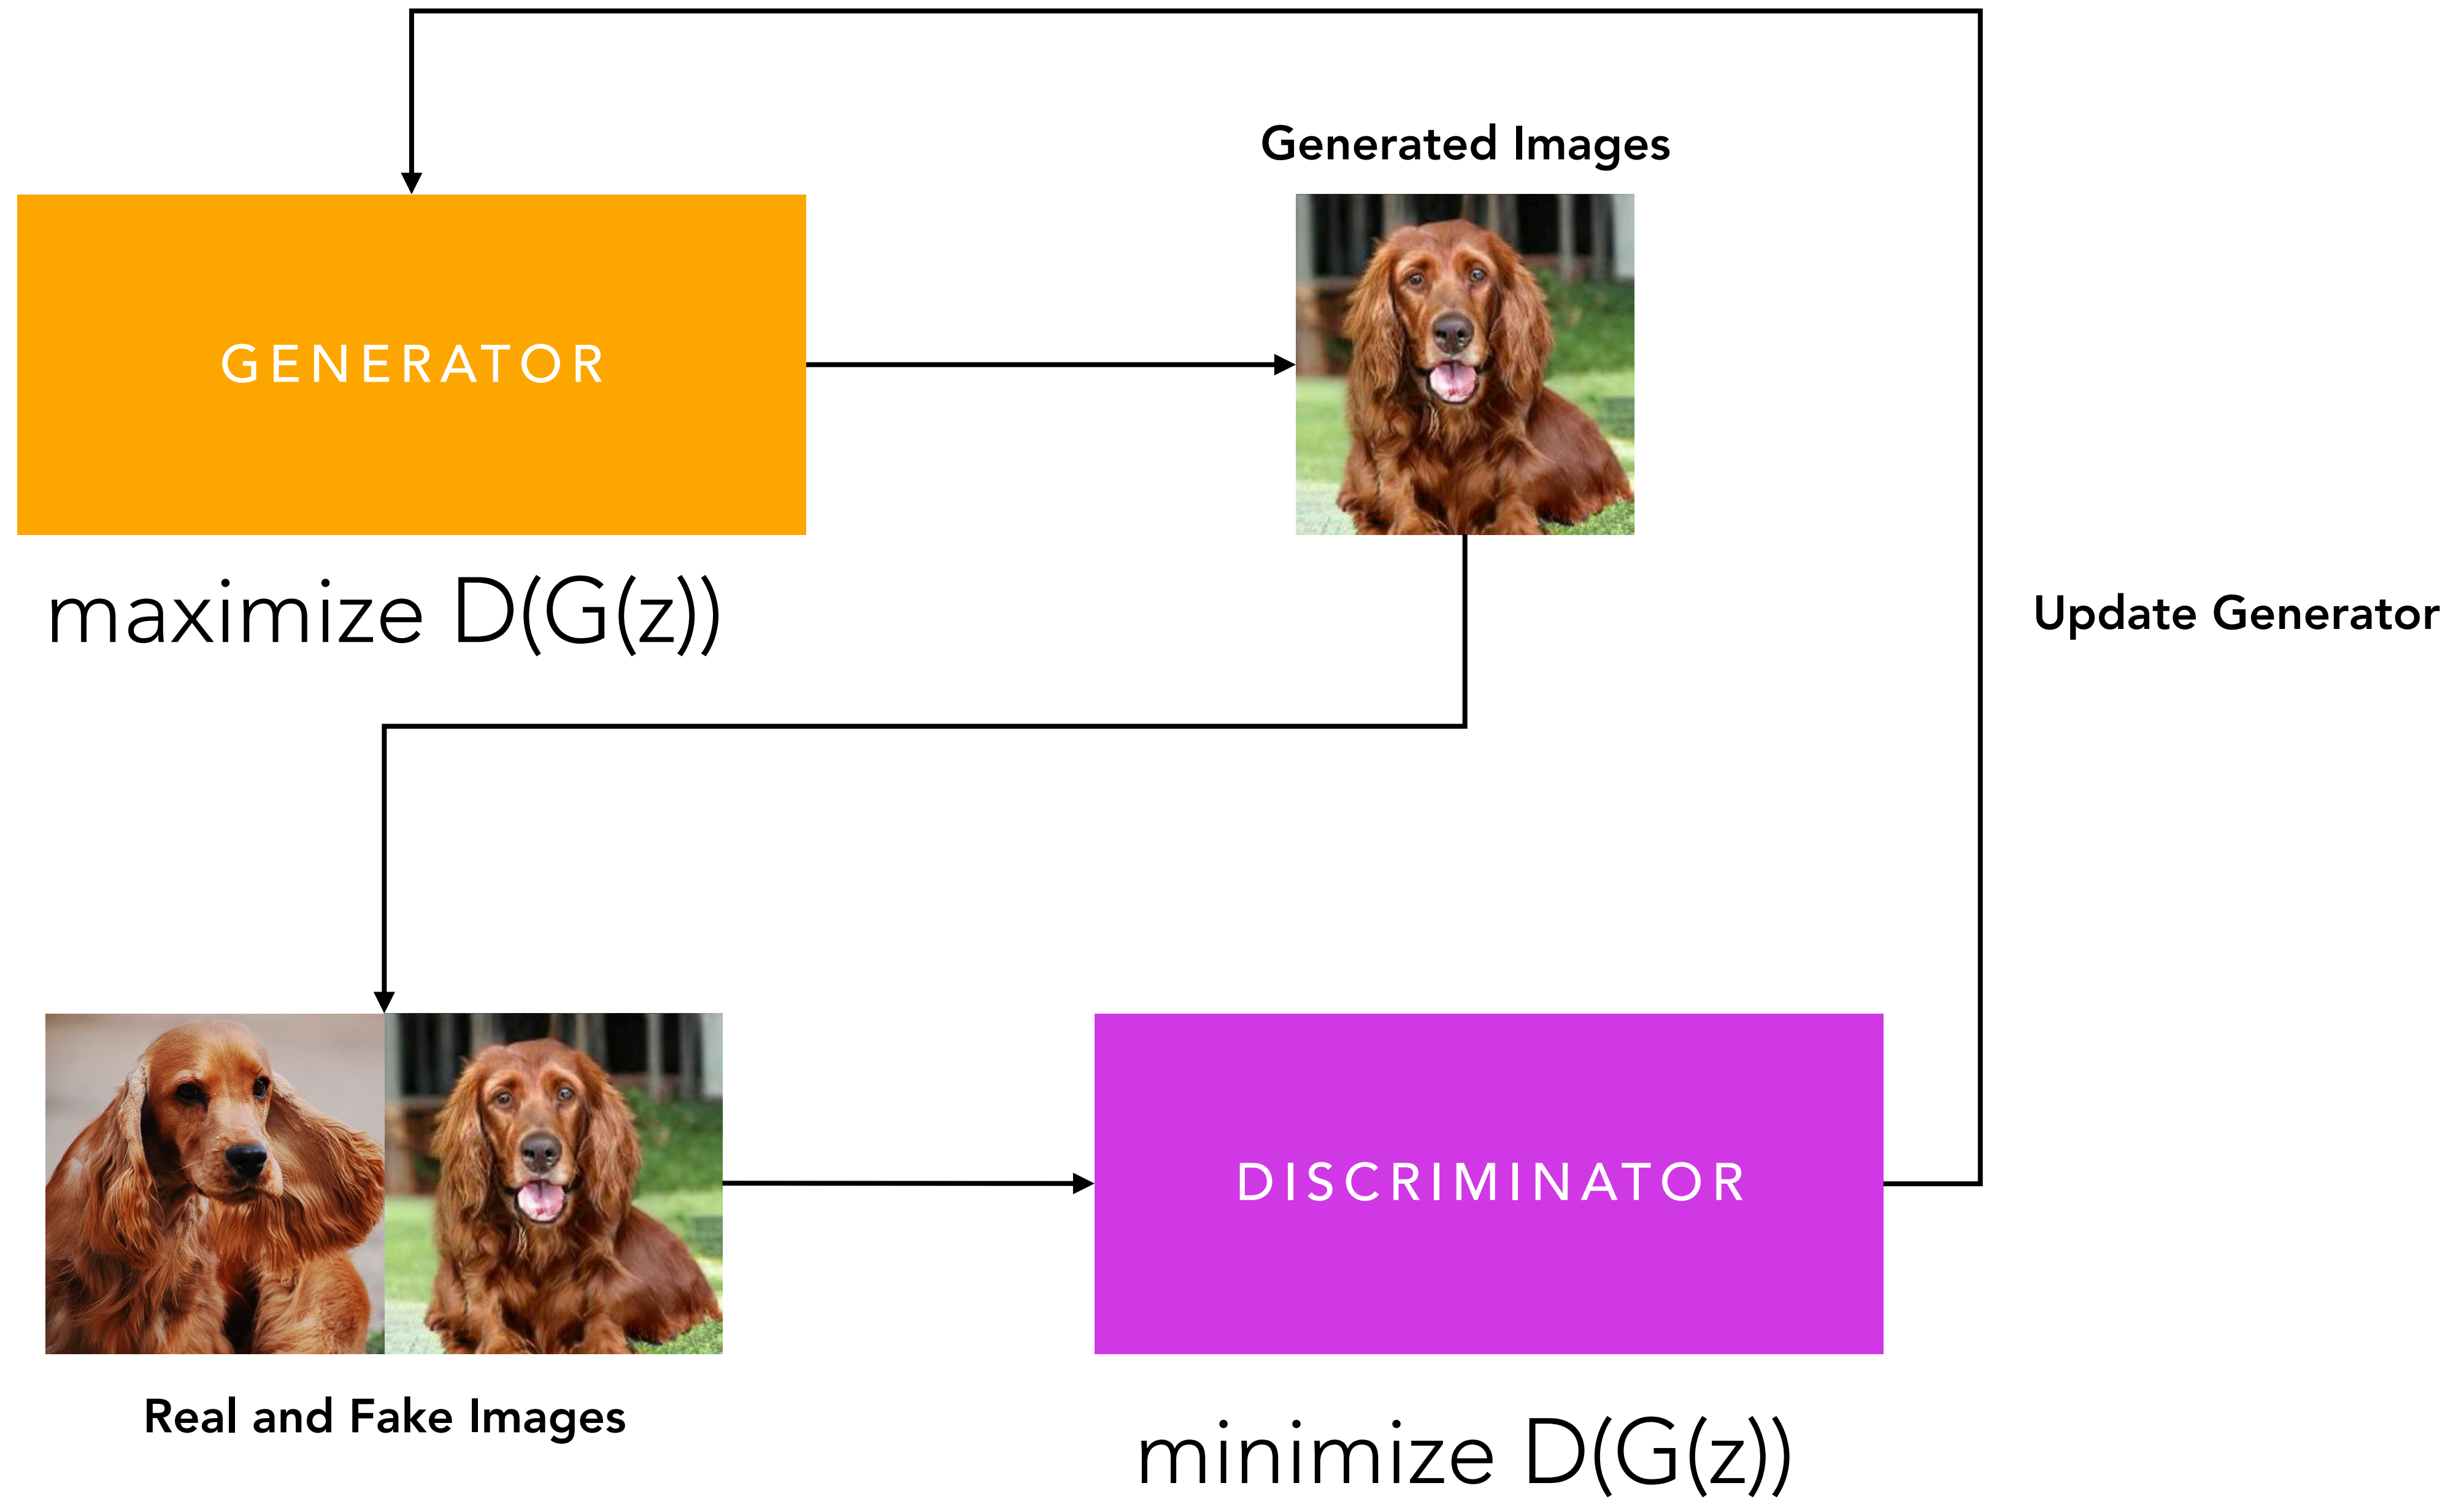 Generated Images
GENERATOR
maximize D(G(z))
Update Generator
DISCRIMINATOR
Real and Fake Images
minimize D(G(z))